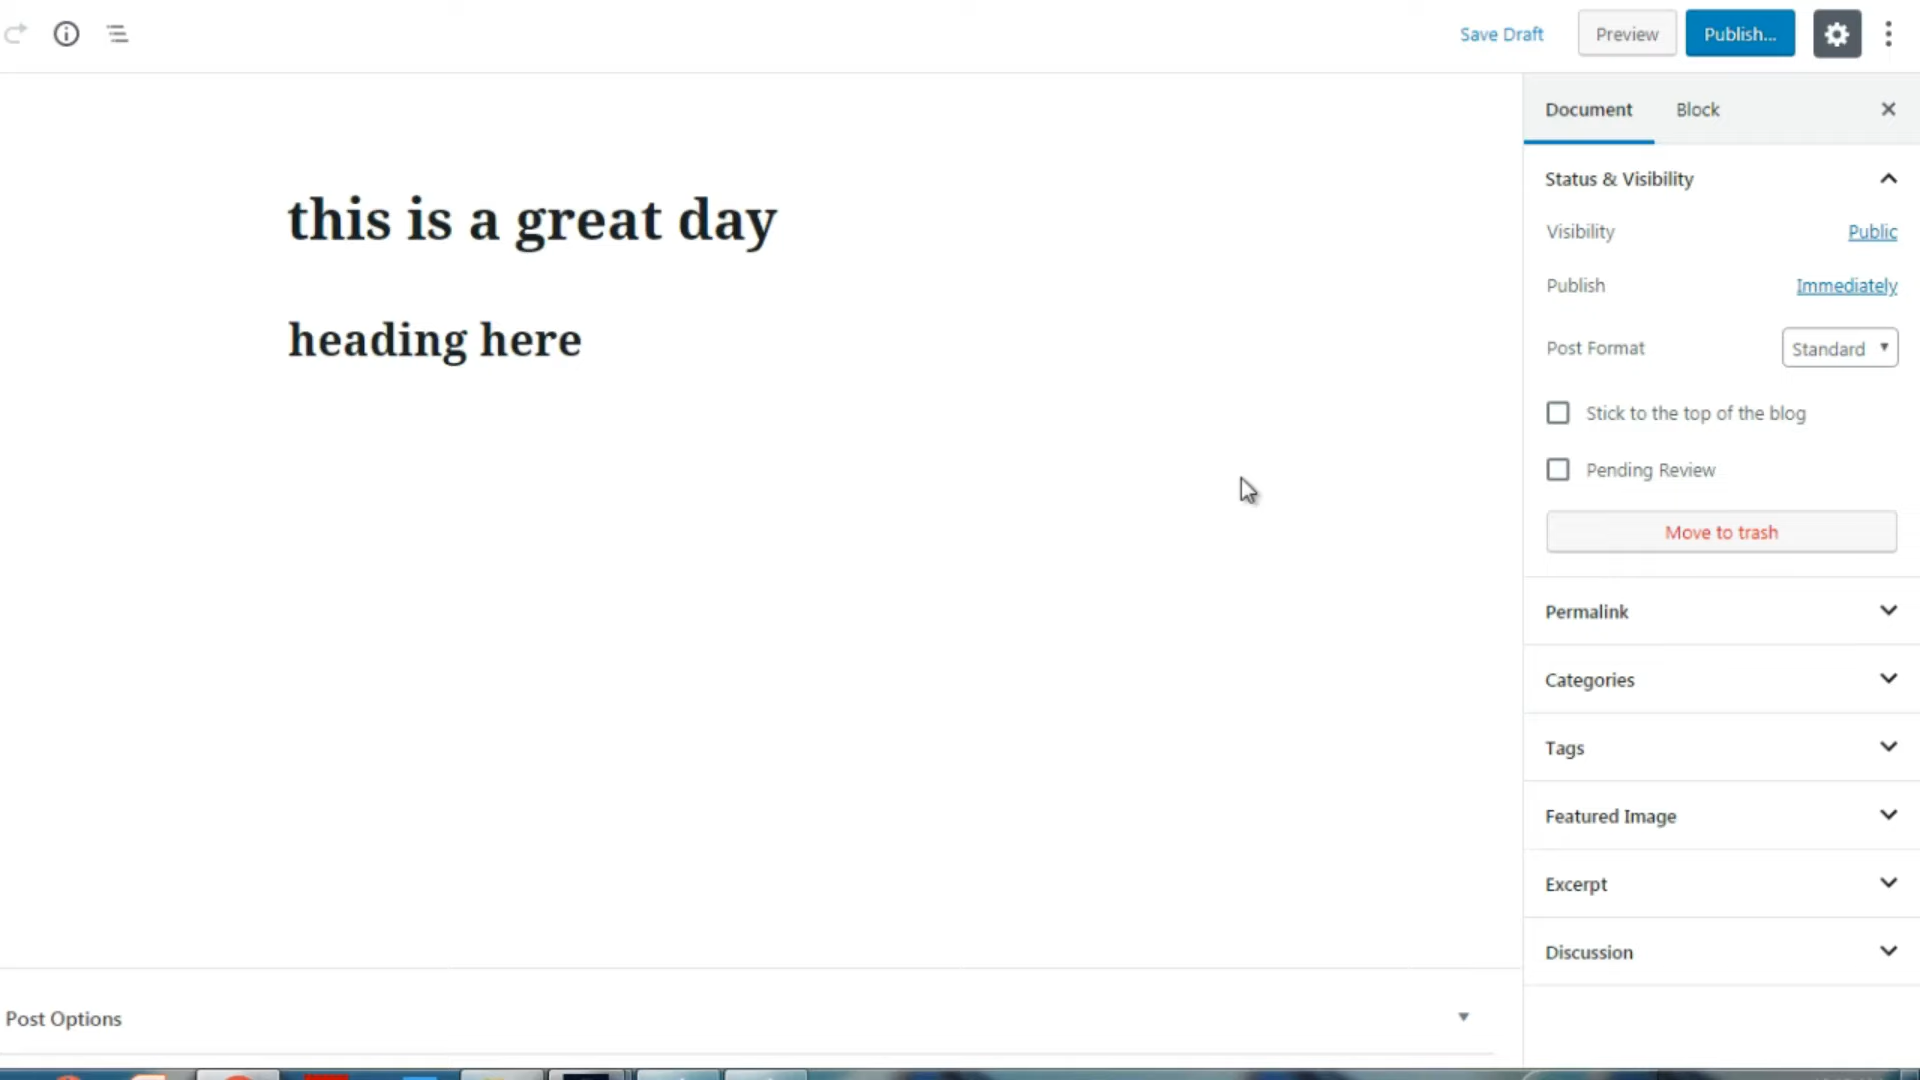 Save Draft
Preview
Publish...
Document
Block
this is a great day
heading here
Status & Visibility
Visibility
Public
Publish
Immediately
Post Format
Standard
Stick to the top of the blog
Pending Review
Move to trash
Permalink
Categories
Tags
Featured Image
Excerpt
Discussion
Post Options